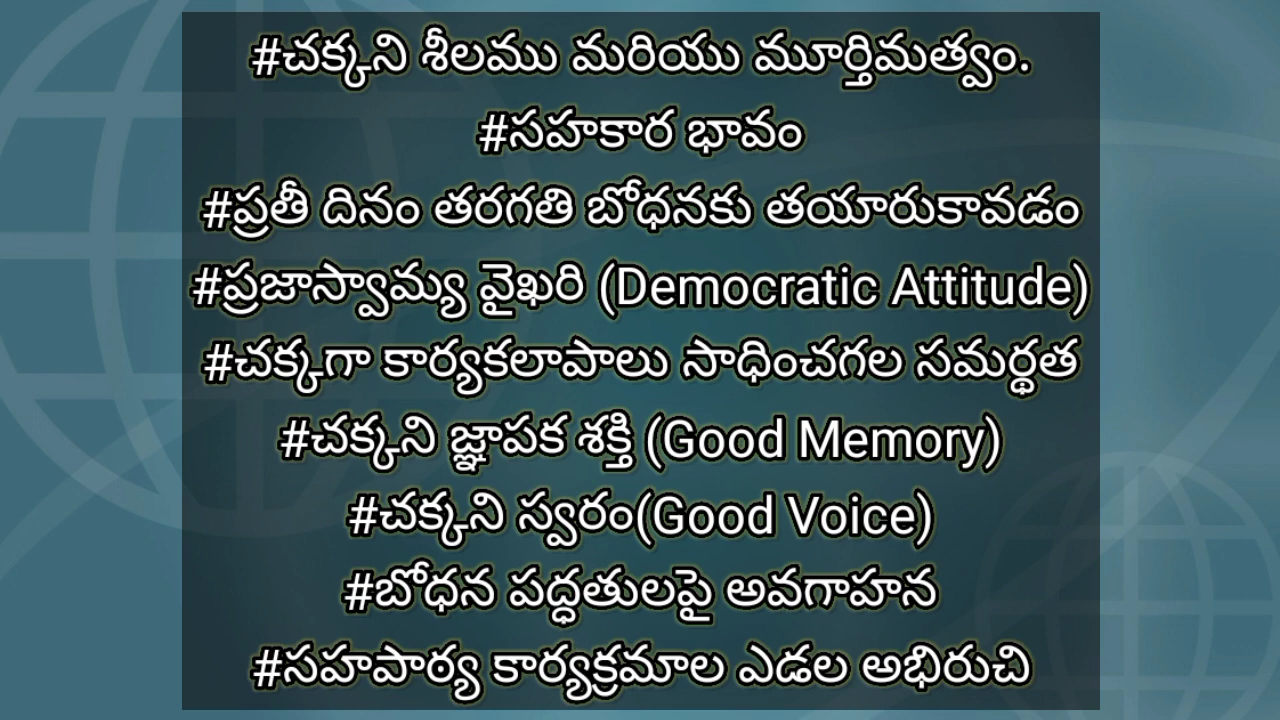 #చక్కని శీలము మరియు మూర్తిమత్వం.
#సహకార భావం
#ప్రతీ దినం తరగతి బోధనకు తయారుకావడం
#ప్రజాస్వామ్య వైఖరి (Democratic Attitude)
#చక్కగా కార్యకలాపాలు సాధించగల సమర్థత
#చక్కని జ్ఞాపక శక్తి (Good Memory)
#చక్కని స్వరం(Good Voice)
#బోధన పద్ధతులపై అవగాహన
#సహపాఠ్య కార్యక్రమాల ఎడల అభిరుచి